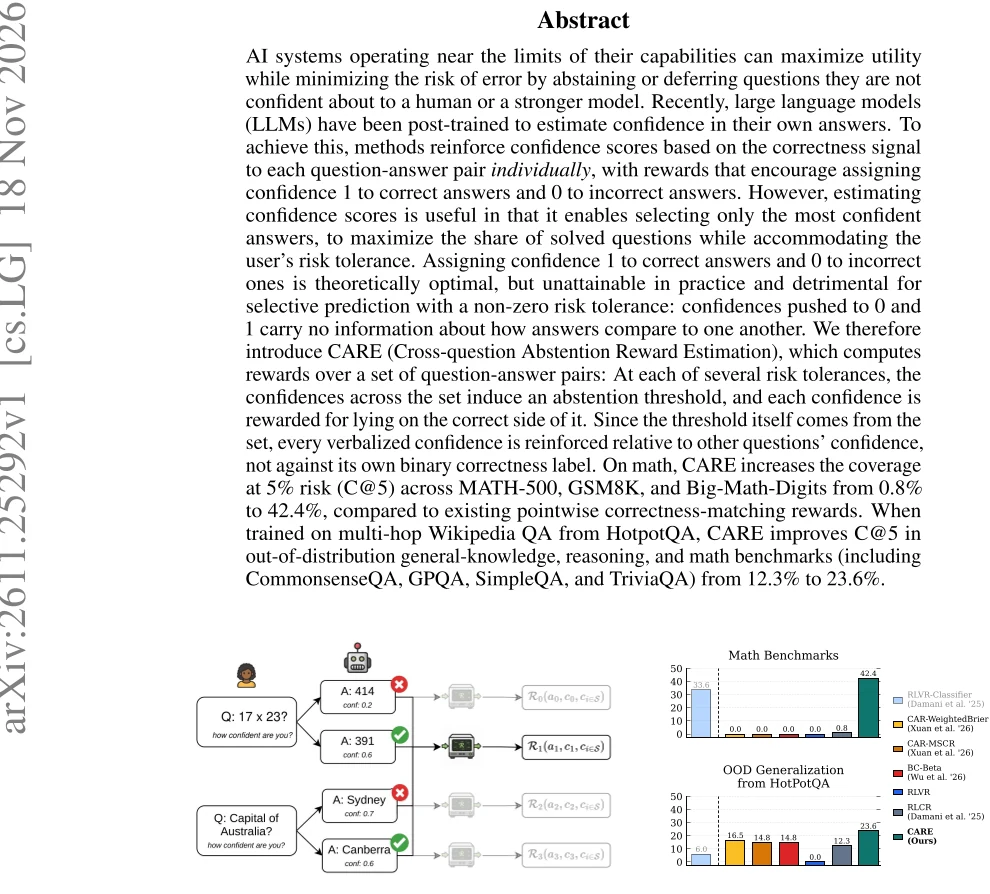 arXiv:2611.25292v1 [cs.LG] 18 Nov 2026
Abstract
AI systems operating near the limits of their capabilities can maximize utility
while minimizing the risk of error by abstaining or deferring questions they are not
confident about to a human or a stronger model. Recently, large language models
(LLMs) have been post-trained to estimate confidence in their own answers. To
achieve this, methods reinforce confidence scores based on the correctness signal
to each question-answer pair individually, with rewards that encourage assigning
confidence 1 to correct answers and 0 to incorrect answers. However, estimating
confidence scores is useful in that it enables selecting only the most confident
answers, to maximize the share of solved questions while accommodating the
user's risk tolerance. Assigning confidence 1 to correct answers and 0 to incorrect
ones is theoretically optimal, but unattainable in practice and detrimental for
selective prediction with a non-zero risk tolerance: confidences pushed to 0 and
1 carry no information about how answers compare to one another. We therefore
introduce CARE (Cross-question Abstention Reward Estimation), which computes
rewards over a set of question-answer pairs: At each of several risk tolerances, the
confidences across the set induce an abstention threshold, and each confidence is
rewarded for lying on the correct side of it. Since the threshold itself comes from the
set, every verbalized confidence is reinforced relative to other questions' confidence,
not against its own binary correctness label. On math, CARE increases the coverage
at 5% risk (C@5) across MATH-500, GSM8K, and Big-Math-Digits from 0.8%
to 42.4%, compared to existing pointwise correctness-matching rewards. When
trained on multi-hop Wikipedia QA from HotpotQA, CARE improves C@5 in
out-of-distribution general-knowledge, reasoning, and math benchmarks (including
CommonsenseQA, GPQA, SimpleQA, and TriviaQA) from 12.3% to 23.6%.
Q: 17 x 23?
how confident are you?
A: 414
conf: 0.2
R₀(a₀, c₀, c_{i∈S})
A: 391
conf: 0.6
R₁(a₁, c₁, c_{i∈S})
Q: Capital of
Australia?
how confident are you?
A: Sydney
conf: 0.7
R₂(a₂, c₂, c_{i∈S})
A: Canberra
conf: 0.6
R₃(a₃, c₃, c_{i∈S})
Math Benchmarks
50
40
30
20
10
0
33.6
0.0
0.0
0.0
0.0
0.8
42.4
OOD Generalization
from HotPotQA
50
40
30
20
10
0
6.0
16.5
14.8
14.8
0.0
12.3
23.6
RLVR-Classifier
(Damani et al. '25)
CAR-WeightedBrier
(Xuan et al. '26)
CAR-MSCR
(Xuan et al. '26)
BC-Beta
(Wu et al. '26)
RLVR
RLCR
(Damani et al. '25)
CARE
(Ours)